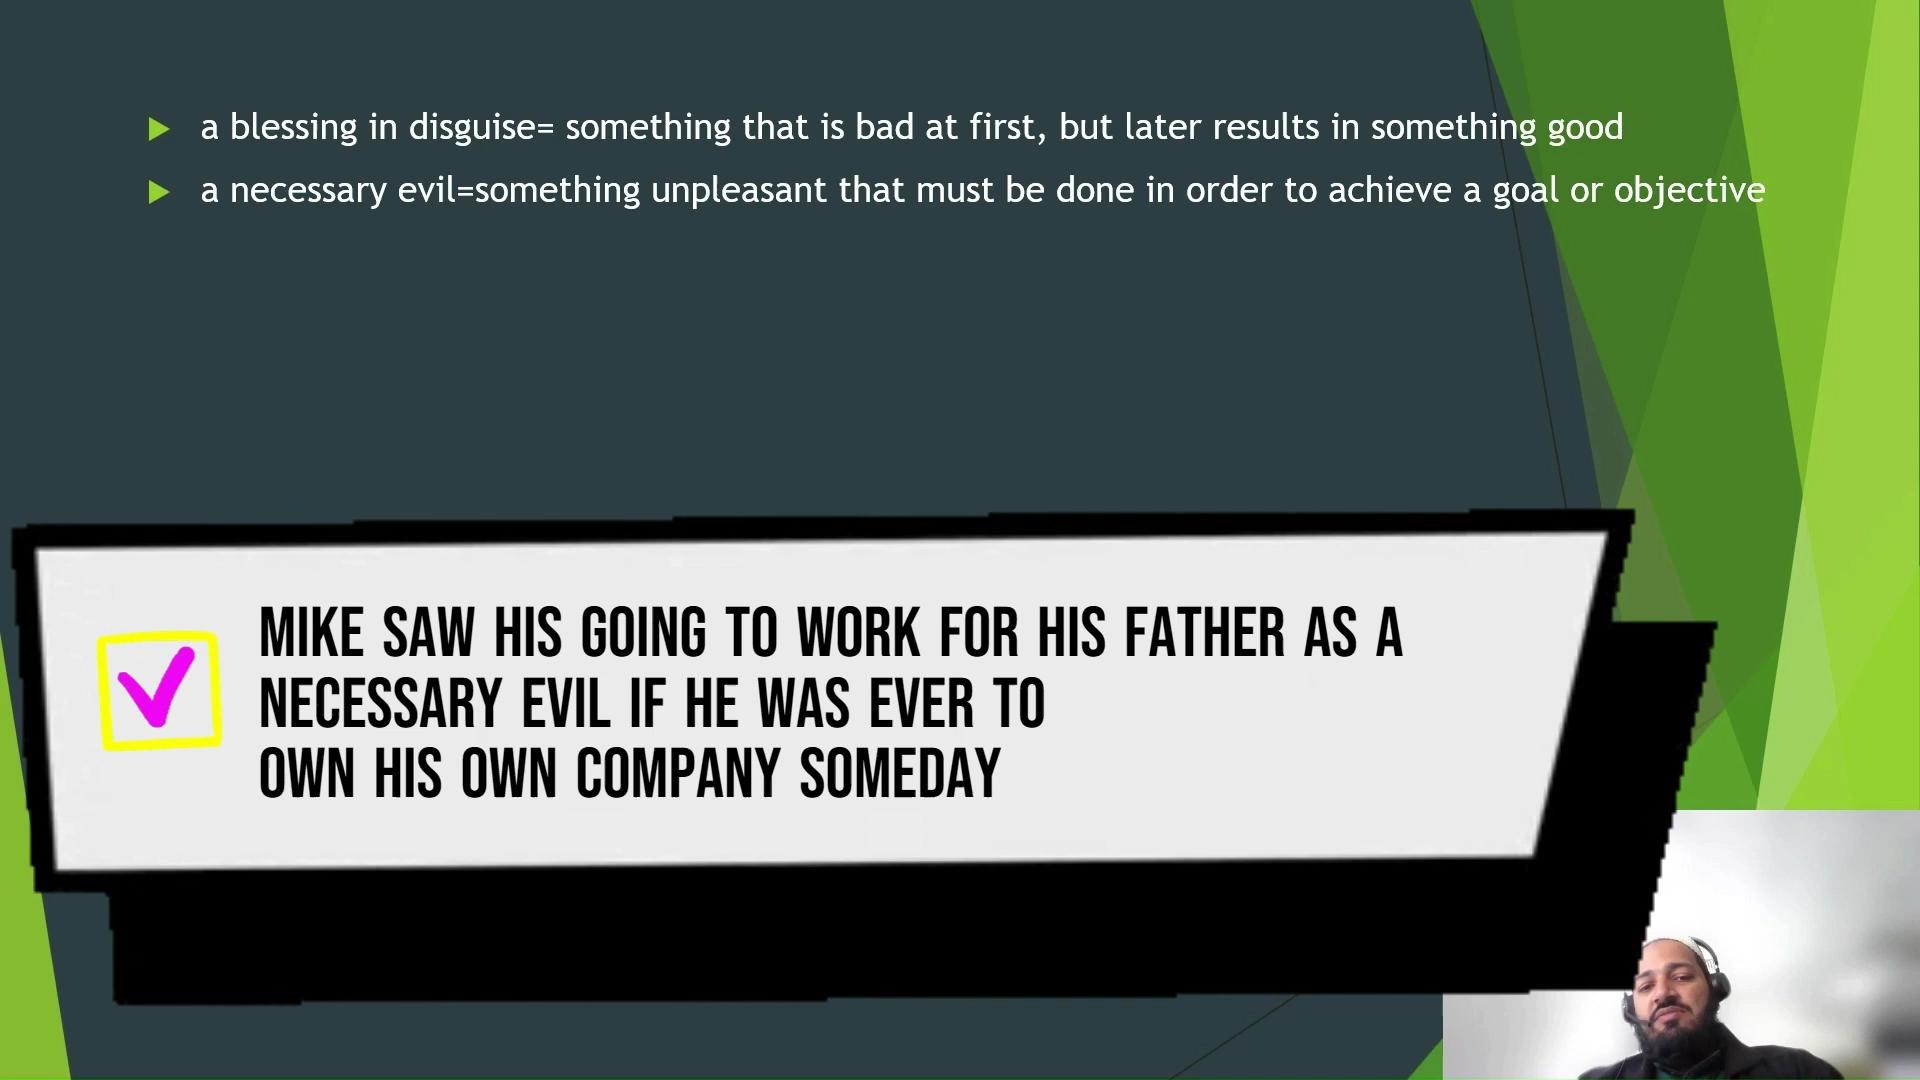 a blessing in disguise= something that is bad at first, but later results in something good
a necessary evil=something unpleasant that must be done in order to achieve a goal or objective
MIKE SAW HIS GOING TO WORK FOR HIS FATHER AS A
NECESSARY EVIL IF HE WAS EVER TO
OWN HIS OWN COMPANY SOMEDAY